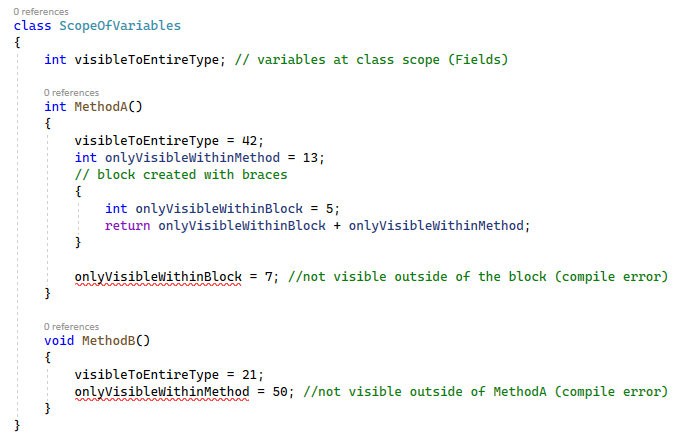 0 references
class ScopeOfVariables
{
int visibleToEntireType; // variables at class scope (Fields)
0 references
int MethodA()
{
visibleToEntireType = 42;
int onlyVisibleWithinMethod = 13;
// block created with braces
{
int onlyVisibleWithinBlock = 5;
return onlyVisibleWithinBlock + onlyVisibleWithinMethod;
}
onlyVisibleWithinBlock = 7; //not visible outside of the block (compile error)
}
0 references
void MethodB()
{
visibleToEntireType = 21;
onlyVisibleWithinMethod = 50; //not visible outside of MethodA (compile error)
}
}